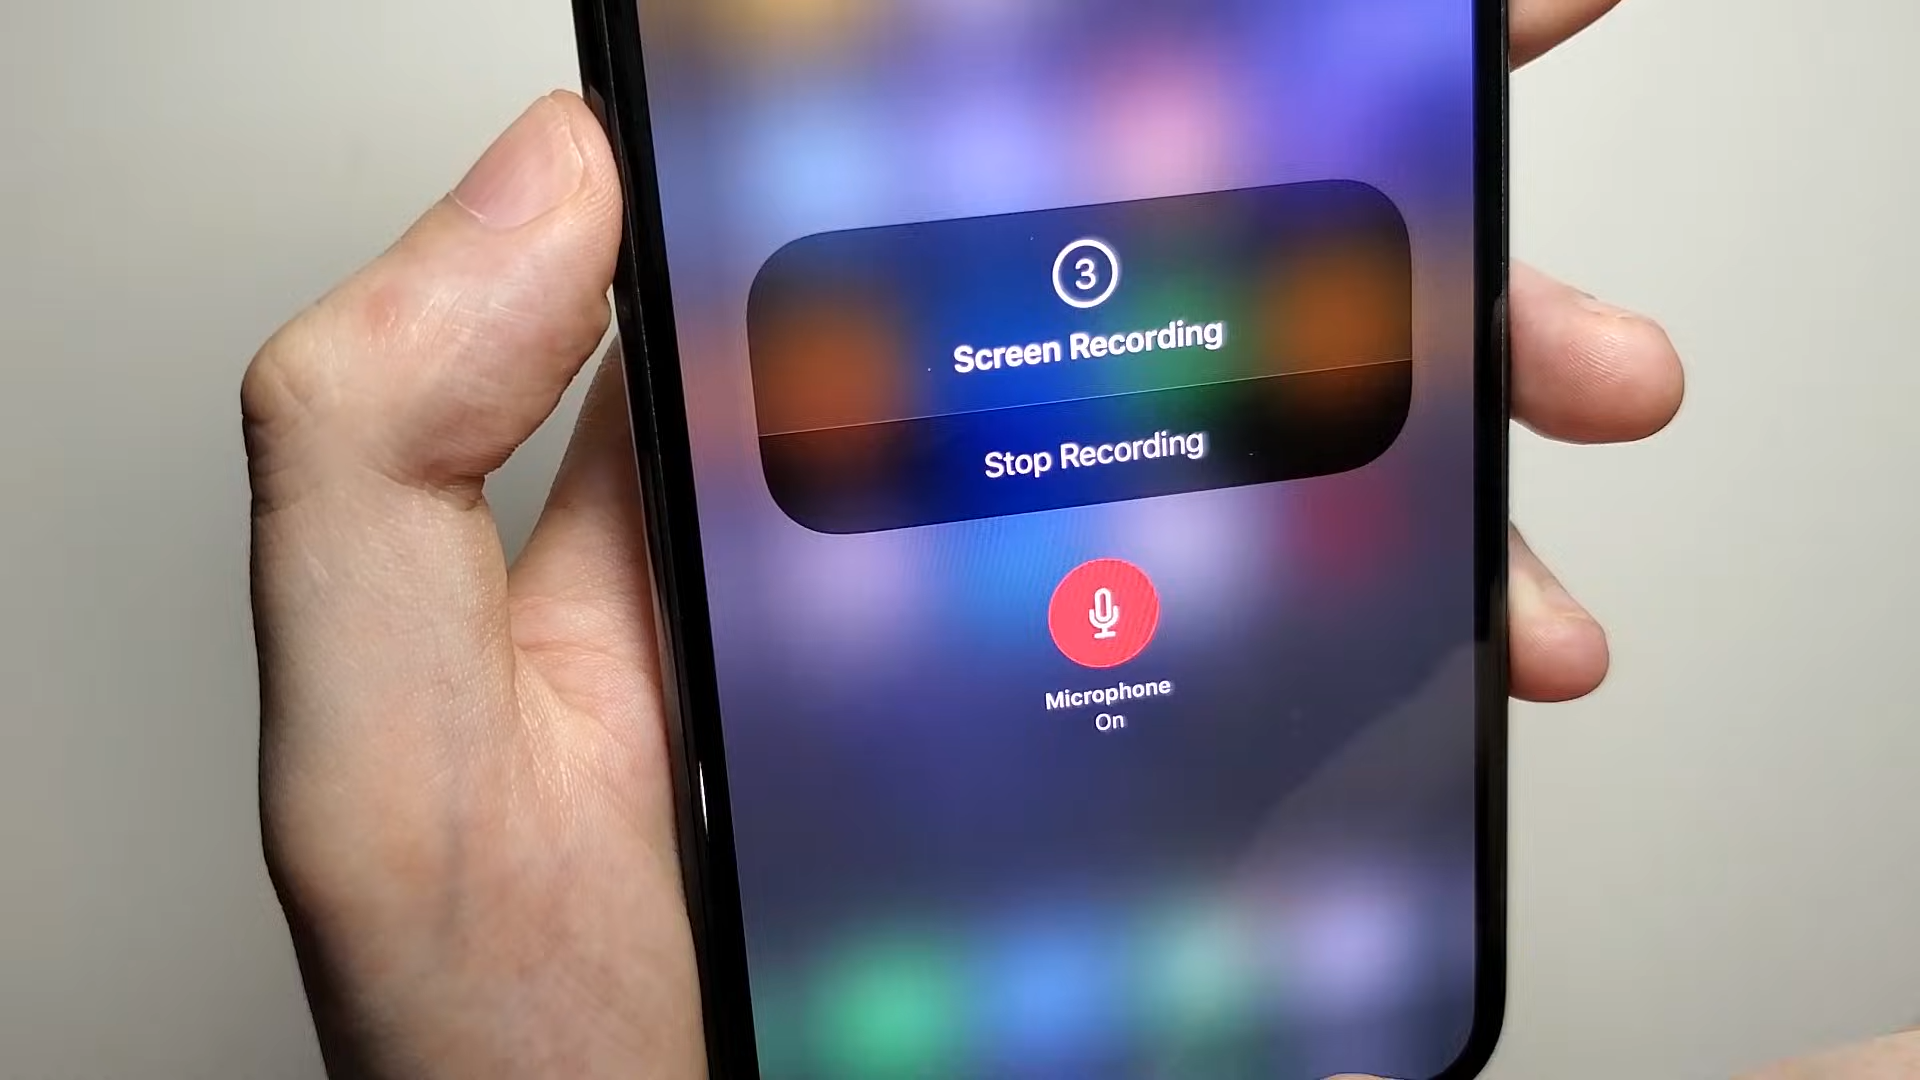 3
Screen Recording
Stop Recording
Microphone
On